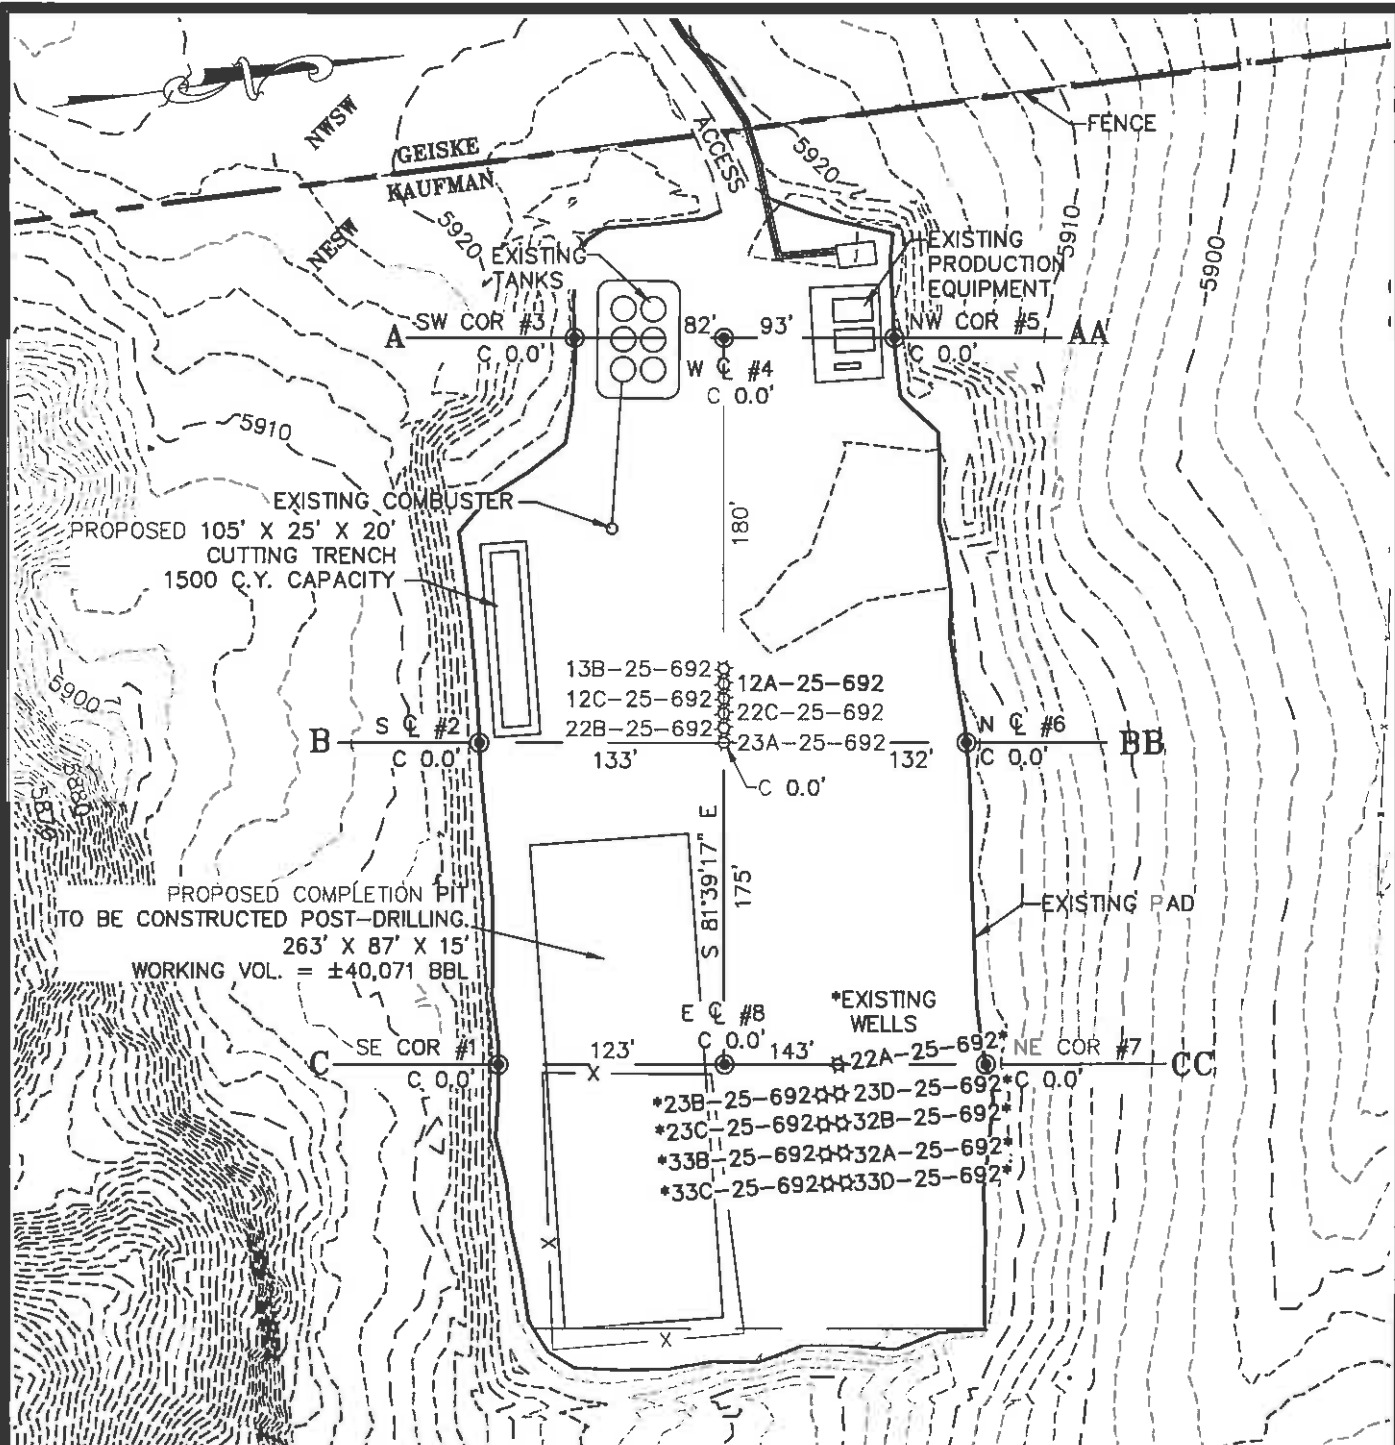 N
NWSW
GEISKE
KAUFMAN
NESW
ACCESS
FENCE
5920
5920
5910
5900
EXISTING
TANKS
EXISTING
PRODUCTION
EQUIPMENT
A
SW COR #3
C 0.0'
82'
93'
W ℄ #4
C 0.0'
NW COR #5
C 0.0'
AA
5910
EXISTING COMBUSTER
PROPOSED 105' X 25' X 20'
CUTTING TRENCH
1500 C.Y. CAPACITY
180'
13B-25-692
12A-25-692
12C-25-692
22C-25-692
22B-25-692
23A-25-692
5900
B
S ℄ #2
C 0.0'
133'
132'
C 0.0'
N ℄ #6
C 0.0'
BB
5880
5879
S 81°39'17" E
175'
PROPOSED COMPLETION PIT
TO BE CONSTRUCTED POST-DRILLING.
263' X 87' X 15'
WORKING VOL. = ±40,071 BBL
EXISTING PAD
*EXISTING
WELLS
E ℄ #8
C 0.0'
C
SE COR #1
C 0.0'
123'
143'
22A-25-692*
NE COR #7
C 0.0'
CC
*23B-25-692
23D-25-692*
*23C-25-692
32B-25-692*
*33B-25-692
32A-25-692*
*33C-25-692
33D-25-692*
X
X
X